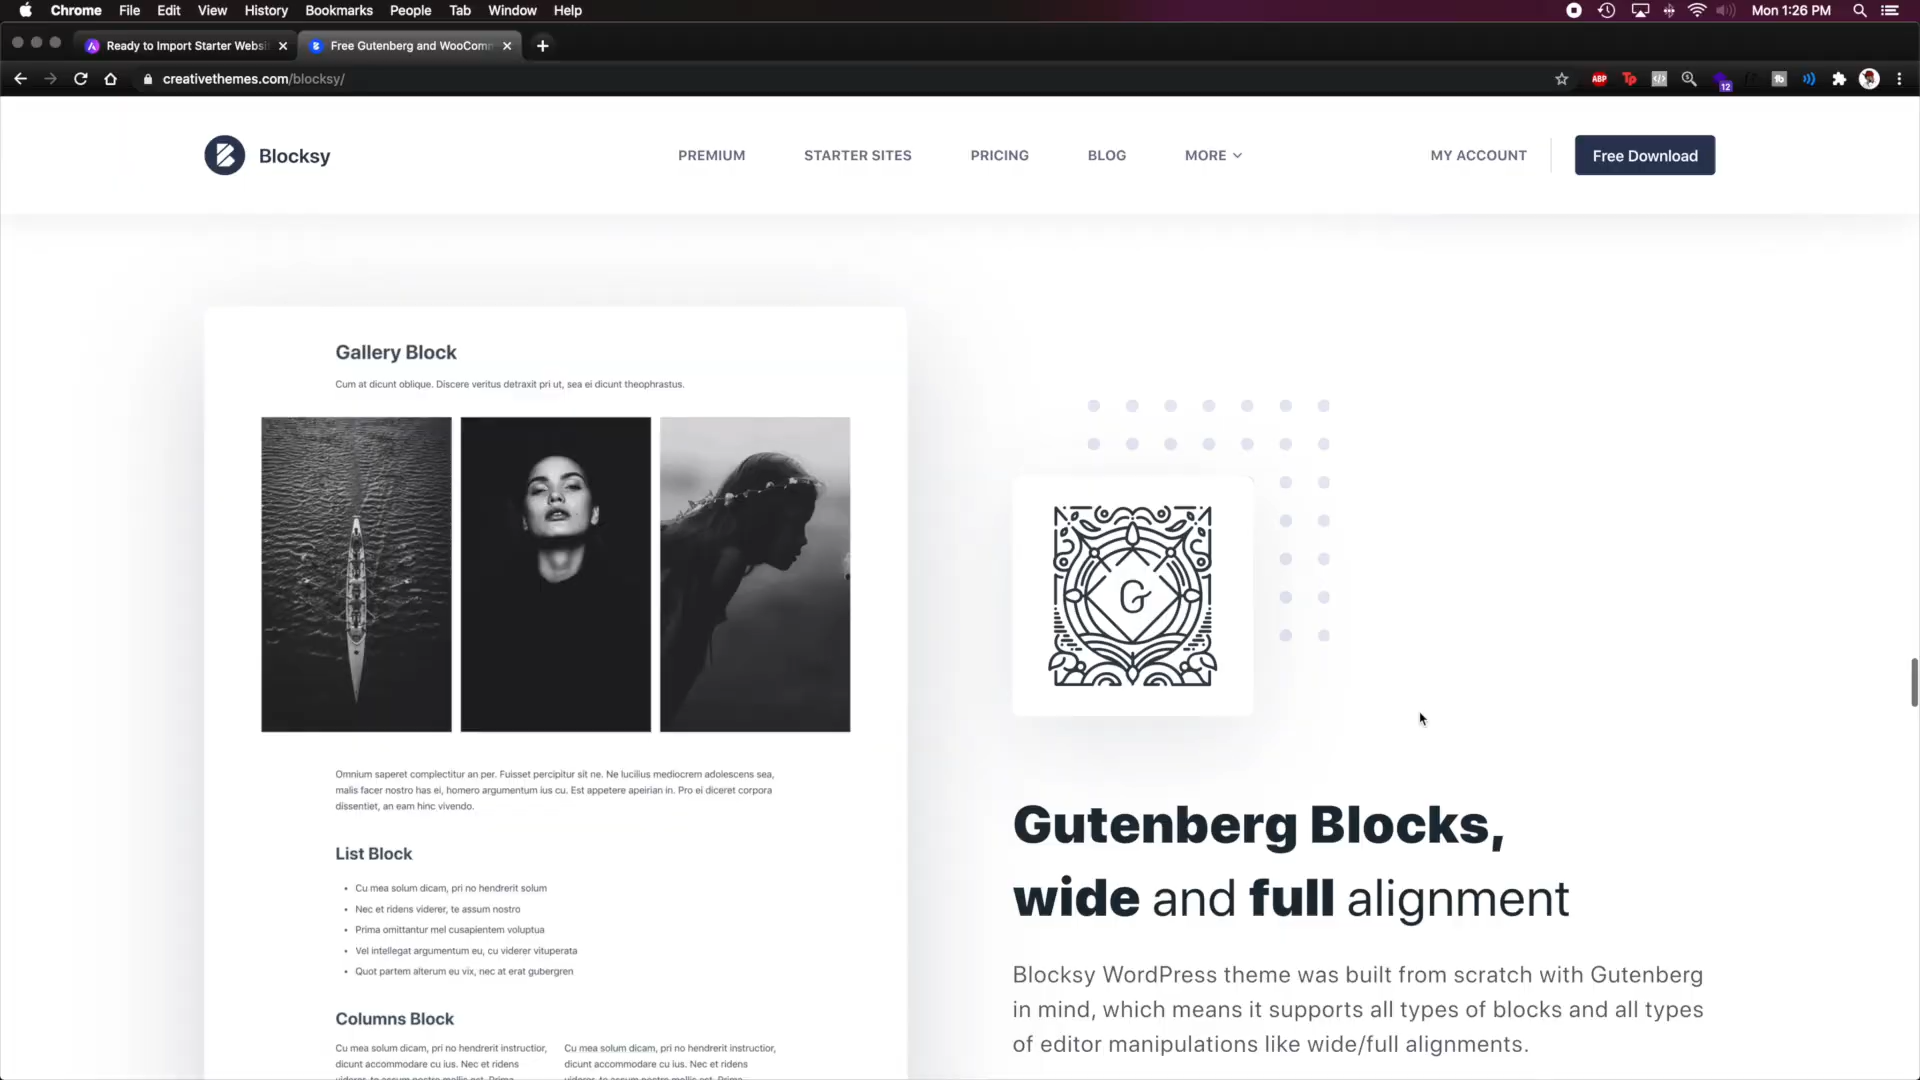 Chrome File Edit View History Bookmarks People Tab Window Help Mon 1:26 PM
Ready to Import Starter Websi Free Gutenberg and WooComm
creativethemes.com/blocksy/ ABP Tp 12
Blocksy PREMIUM STARTER SITES PRICING BLOG MORE MY ACCOUNT Free Download
Gallery Block
Cum at dicunt oblique. Discere veritus detraxit pri ut, sea ei dicunt theophrastus.
G
Omnium saperet complectitur an per. Fuisset percipitur sit ne. Ne lucilius mediocrem adolescens sea,
malis facer nostro has ei, homero argumentum ius cu. Est appetere apeirian in. Pro ei diceret corpora
dissentiet, an eam hinc vivendo.
List Block
• Cu mea solum dicam, pri no hendrerit solum
• Nec et ridens viderer, te assum nostro
• Prima omittantur mel cusapientem voluptua
• Vel intellegat argumentum eu, cu viderer vituperata
• Quot partem alterum eu vix, nec at erat gubergren
Columns Block
Cu mea solum dicam, pri no hendrerit instructior,
dicunt accommodare cu ius. Nec et ridens
Cu mea solum dicam, pri no hendrerit instructior,
dicunt accommodare cu ius. Nec et ridens
Gutenberg Blocks,
wide and full alignment
Blocksy WordPress theme was built from scratch with Gutenberg
in mind, which means it supports all types of blocks and all types
of editor manipulations like wide/full alignments.